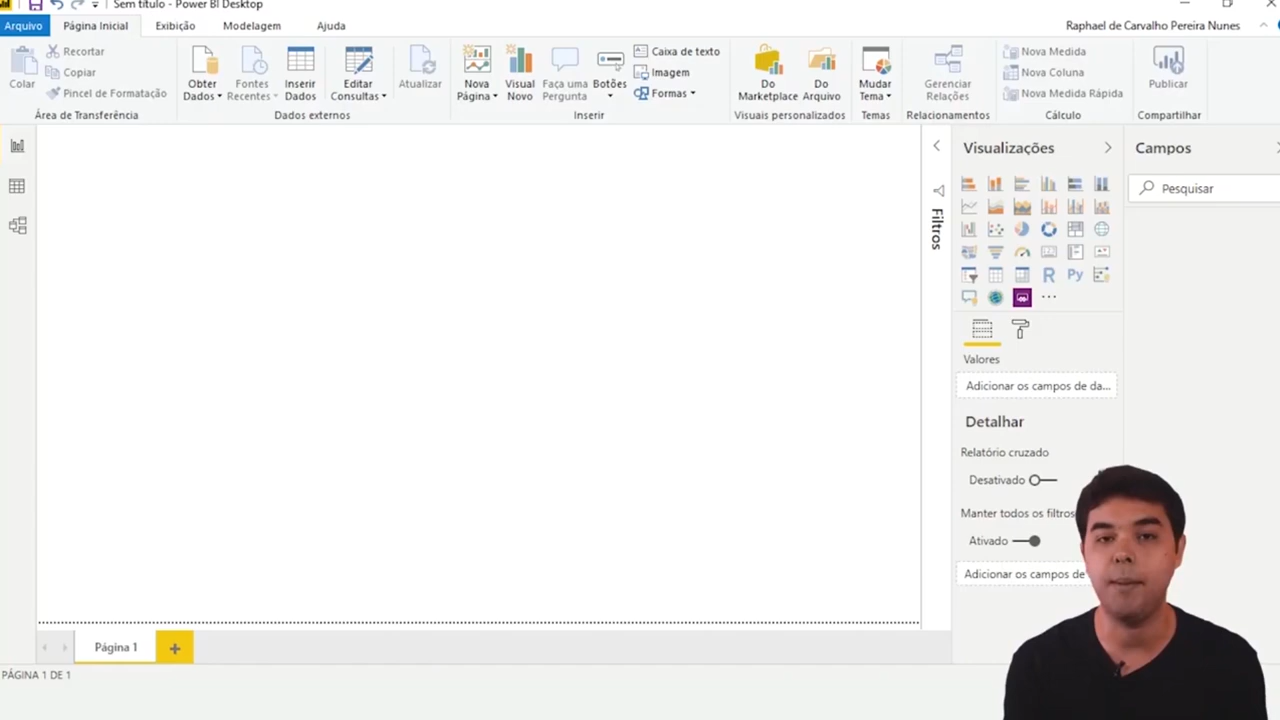 Sem título - Power BI Desktop
Arquivo Página Inicial Exibição Modelagem Ajuda Raphael de Carvalho Pereira Nunes
Colar
Recortar
Copiar
Pincel de Formatação
Área de Transferência
Obter Dados
Fontes Recentes
Inserir Dados
Editar Consultas
Atualizar
Dados externos
Nova Página
Visual Novo
Faça uma Pergunta
Botões
Caixa de texto
Imagem
Formas
Inserir
Do Marketplace
Do Arquivo
Visuais personalizados
Mudar Tema
Temas
Gerenciar Relações
Relacionamentos
Nova Medida
Nova Coluna
Nova Medida Rápida
Cálculo
Publicar
Compartilhar
Filtros
Visualizações
R Py
Valores
Adicionar os campos de da...
Detalhar
Relatório cruzado
Desativado
Manter todos os filtros
Ativado
Adicionar os campos de
Campos
Pesquisar
Página 1
PÁGINA 1 DE 1